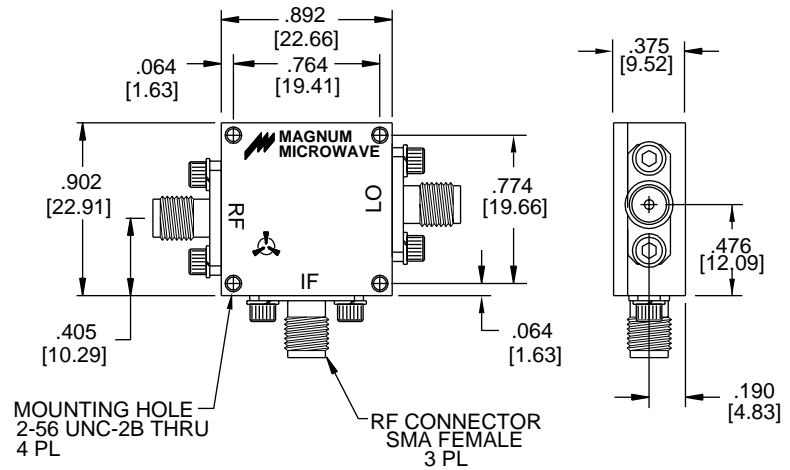 .892
[22.66]
.064
[1.63]
.764
[19.41]
.375
[9.52]
MAGNUM
MICROWAVE
.902
[22.91]
RF
LO
.774
[19.66]
.476
[12.09]
IF
.405
[10.29]
.064
[1.63]
.190
[4.83]
MOUNTING HOLE
2-56 UNC-2B THRU
4 PL
RF CONNECTOR
SMA FEMALE
3 PL